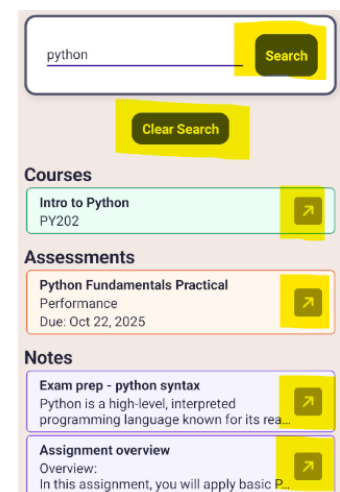 python
Search
Clear Search
Courses
Intro to Python
PY202
Assessments
Python Fundamentals Practical
Performance
Due: Oct 22, 2025
Notes
Exam prep - python syntax
Python is a high-level, interpreted
programming language known for its rea...
Assignment overview
Overview:
In this assignment, you will apply basic P...